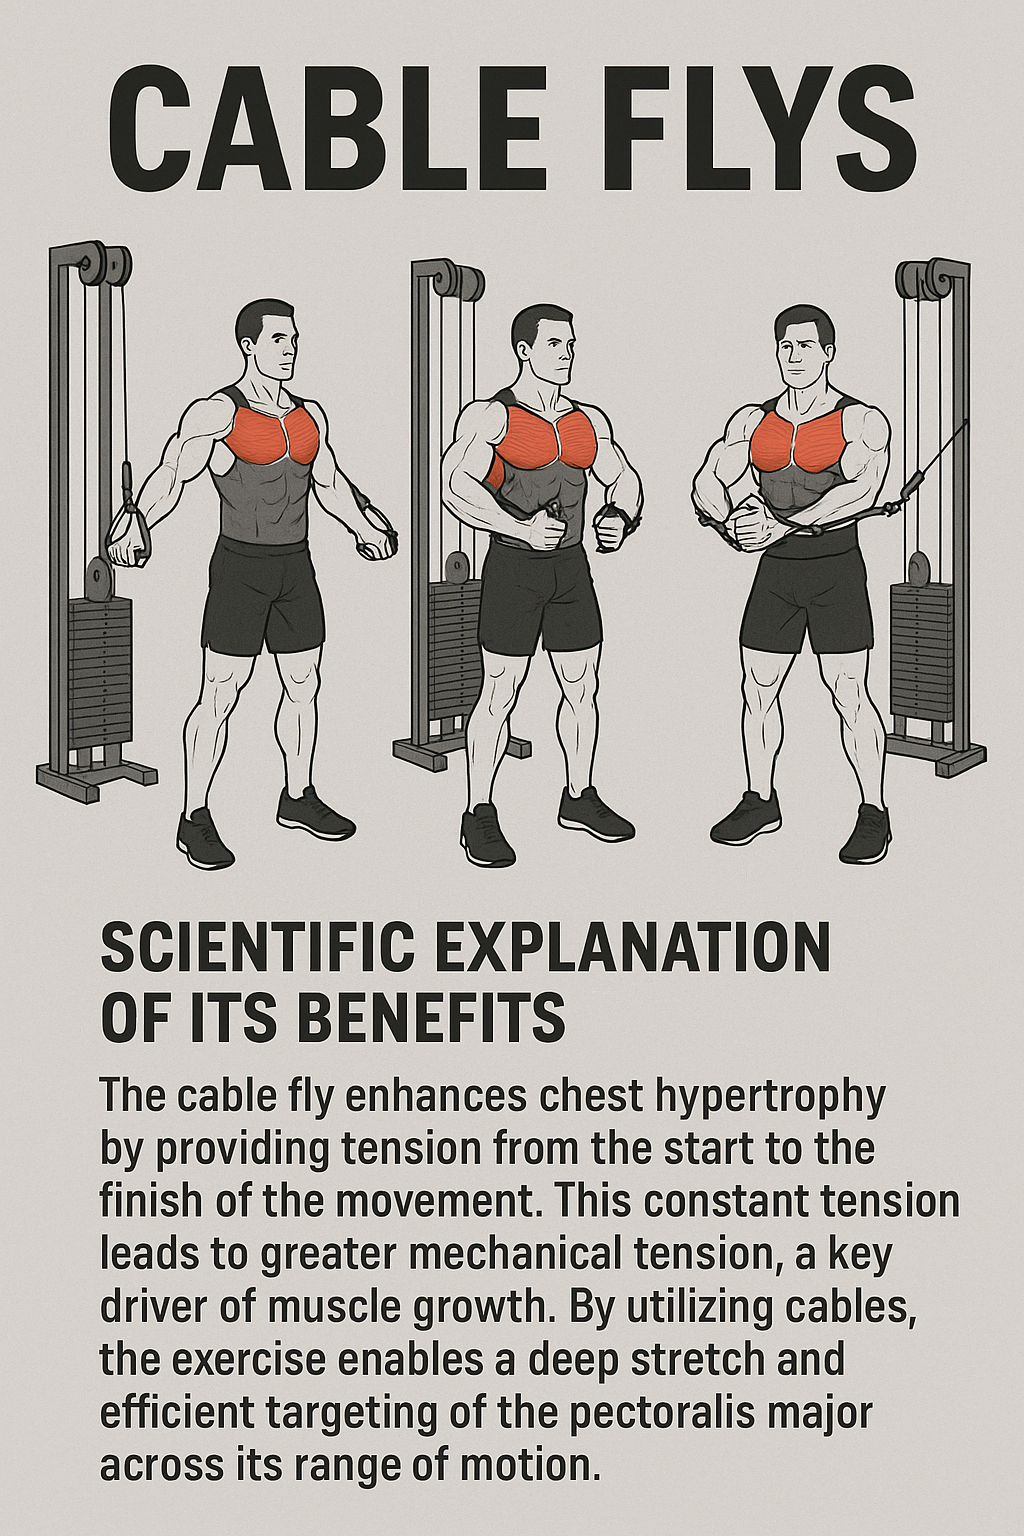 CABLE FLYS
SCIENTIFIC EXPLANATION
OF ITS BENEFITS
The cable fly enhances chest hypertrophy
by providing tension from the start to the
finish of the movement. This constant tension
leads to greater mechanical tension, a key
driver of muscle growth. By utilizing cables,
the exercise enables a deep stretch and
efficient targeting of the pectoralis major
across its range of motion.